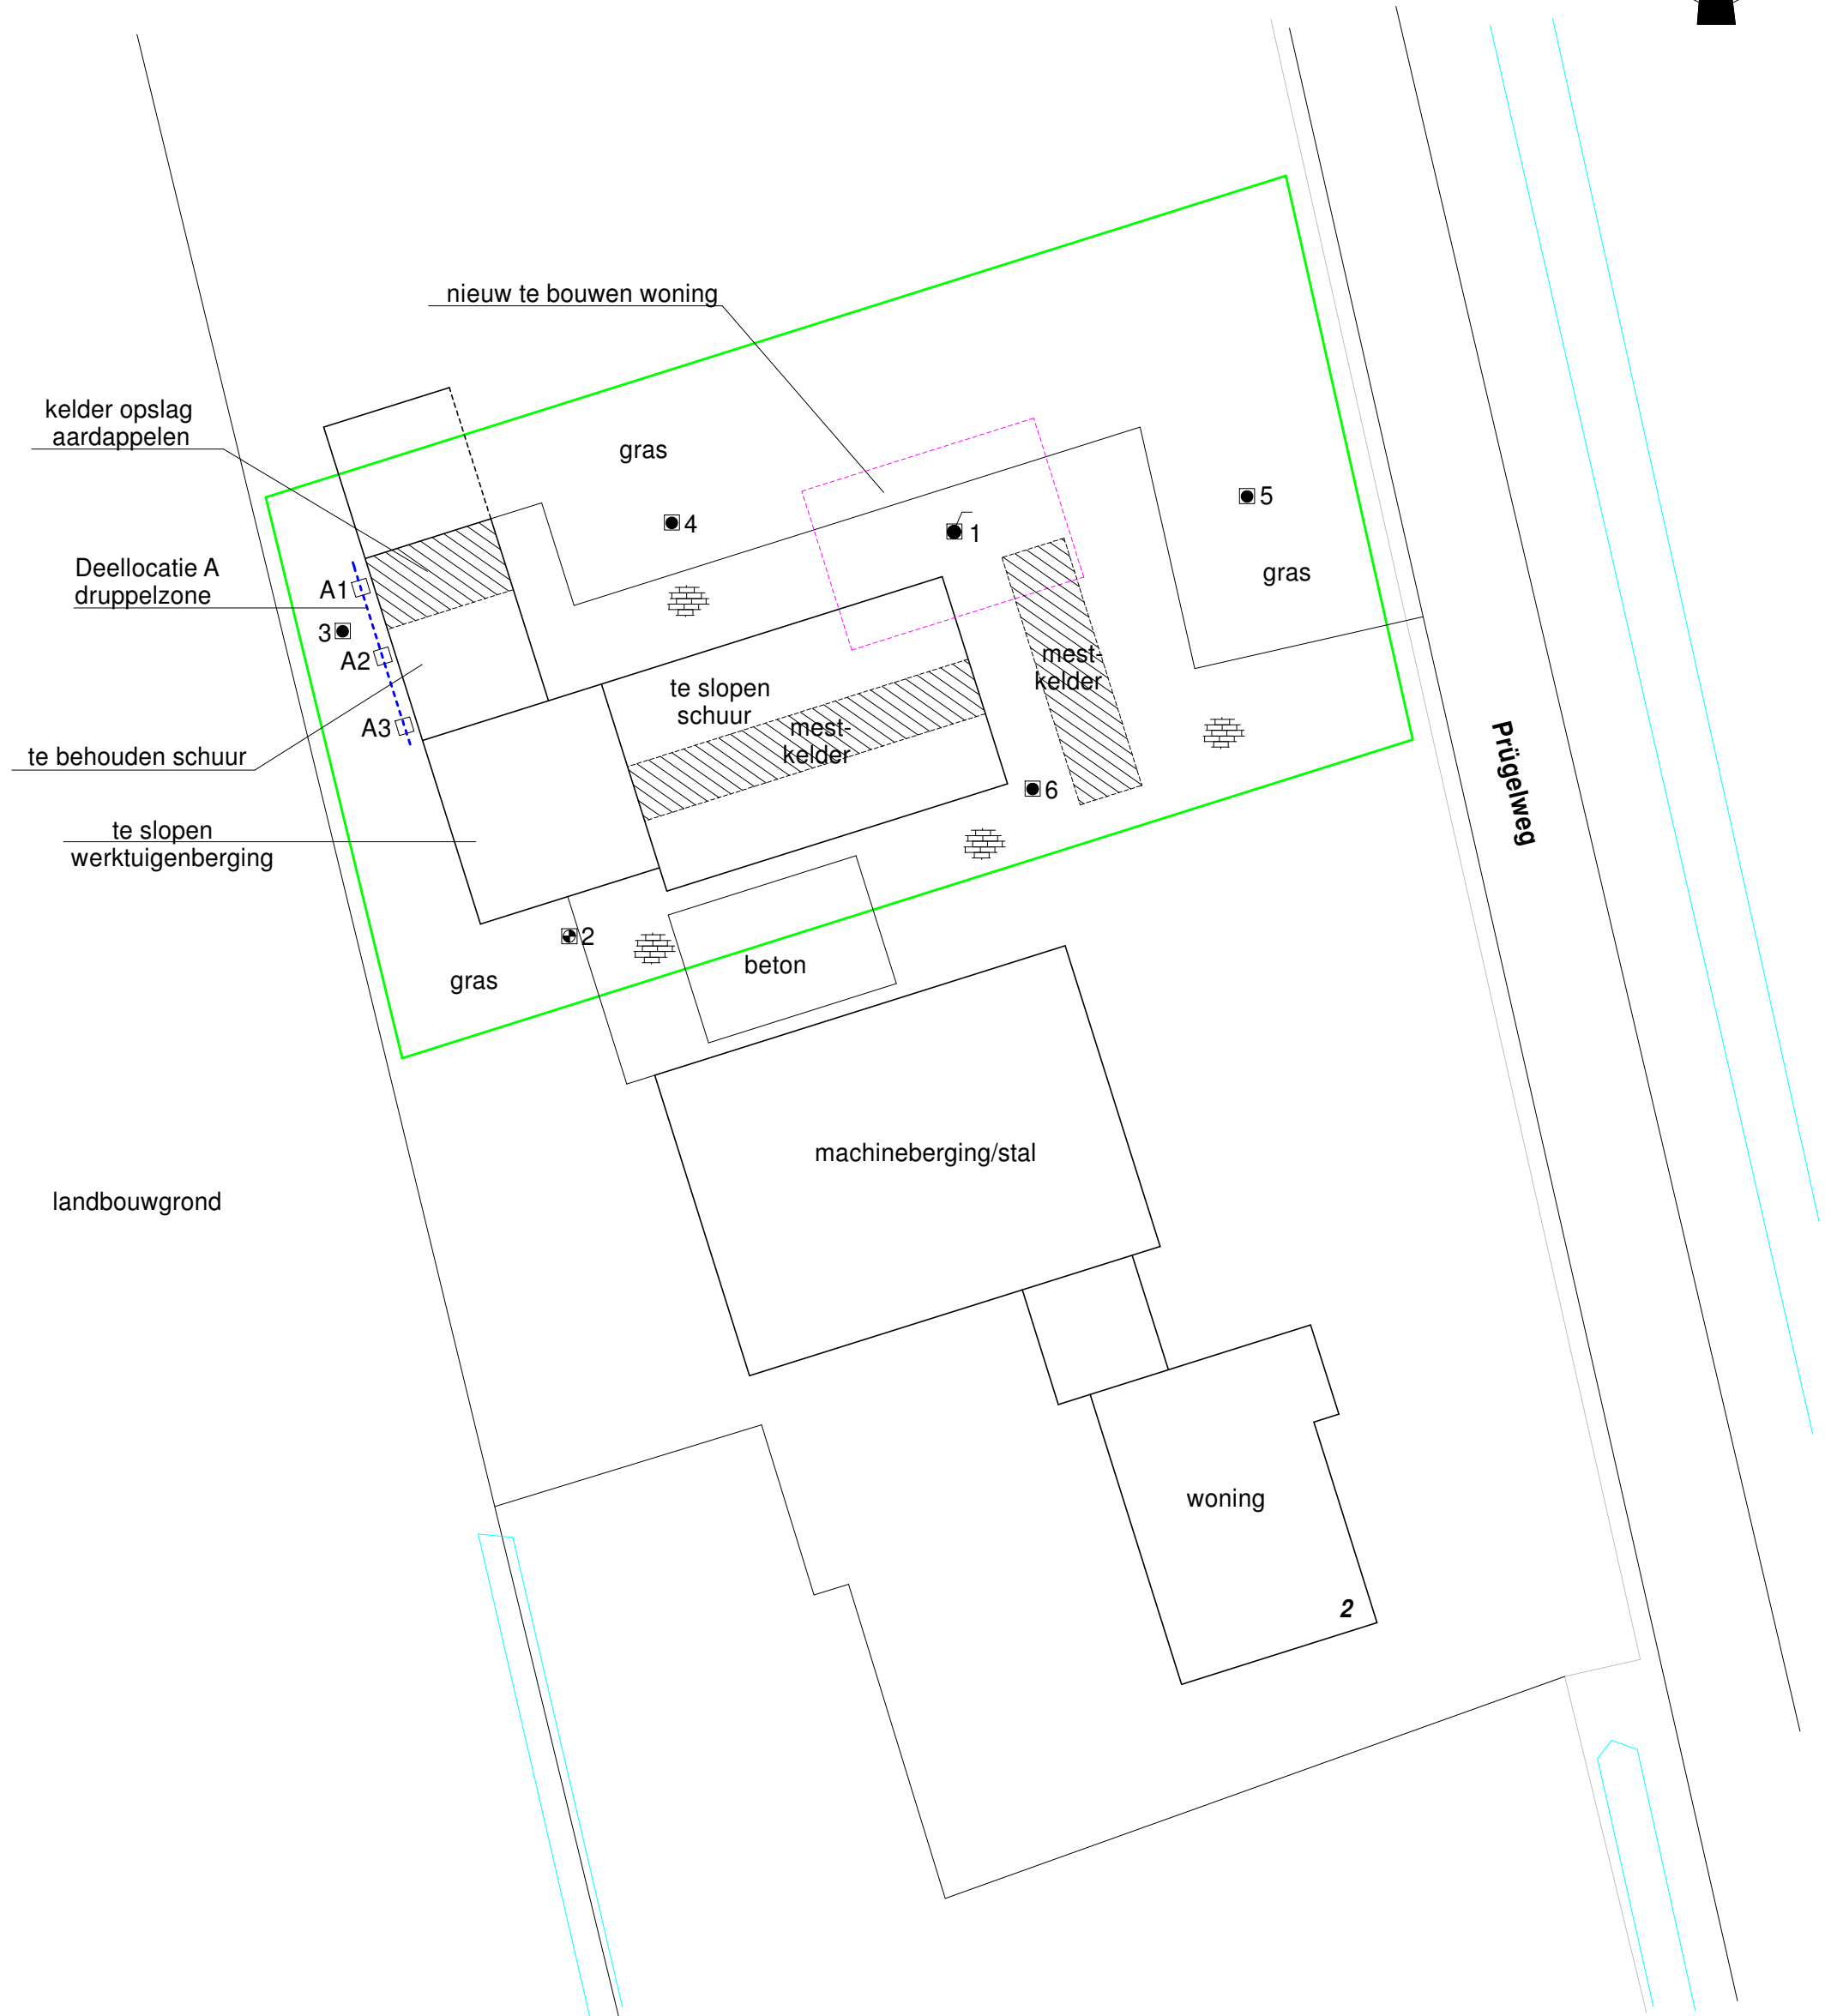 nieuw te bouwen woning
kelder opslag
aardappelen
gras
4
5
1
gras
Deellocatie A
druppelzone
A1
3
A2
A3
te behouden schuur
te slopen
schuur
mest-
kelder
mest-
kelder
6
Prügelweg
te slopen
werktuigenberging
2
gras
beton
machineberging/stal
landbouwgrond
woning
2